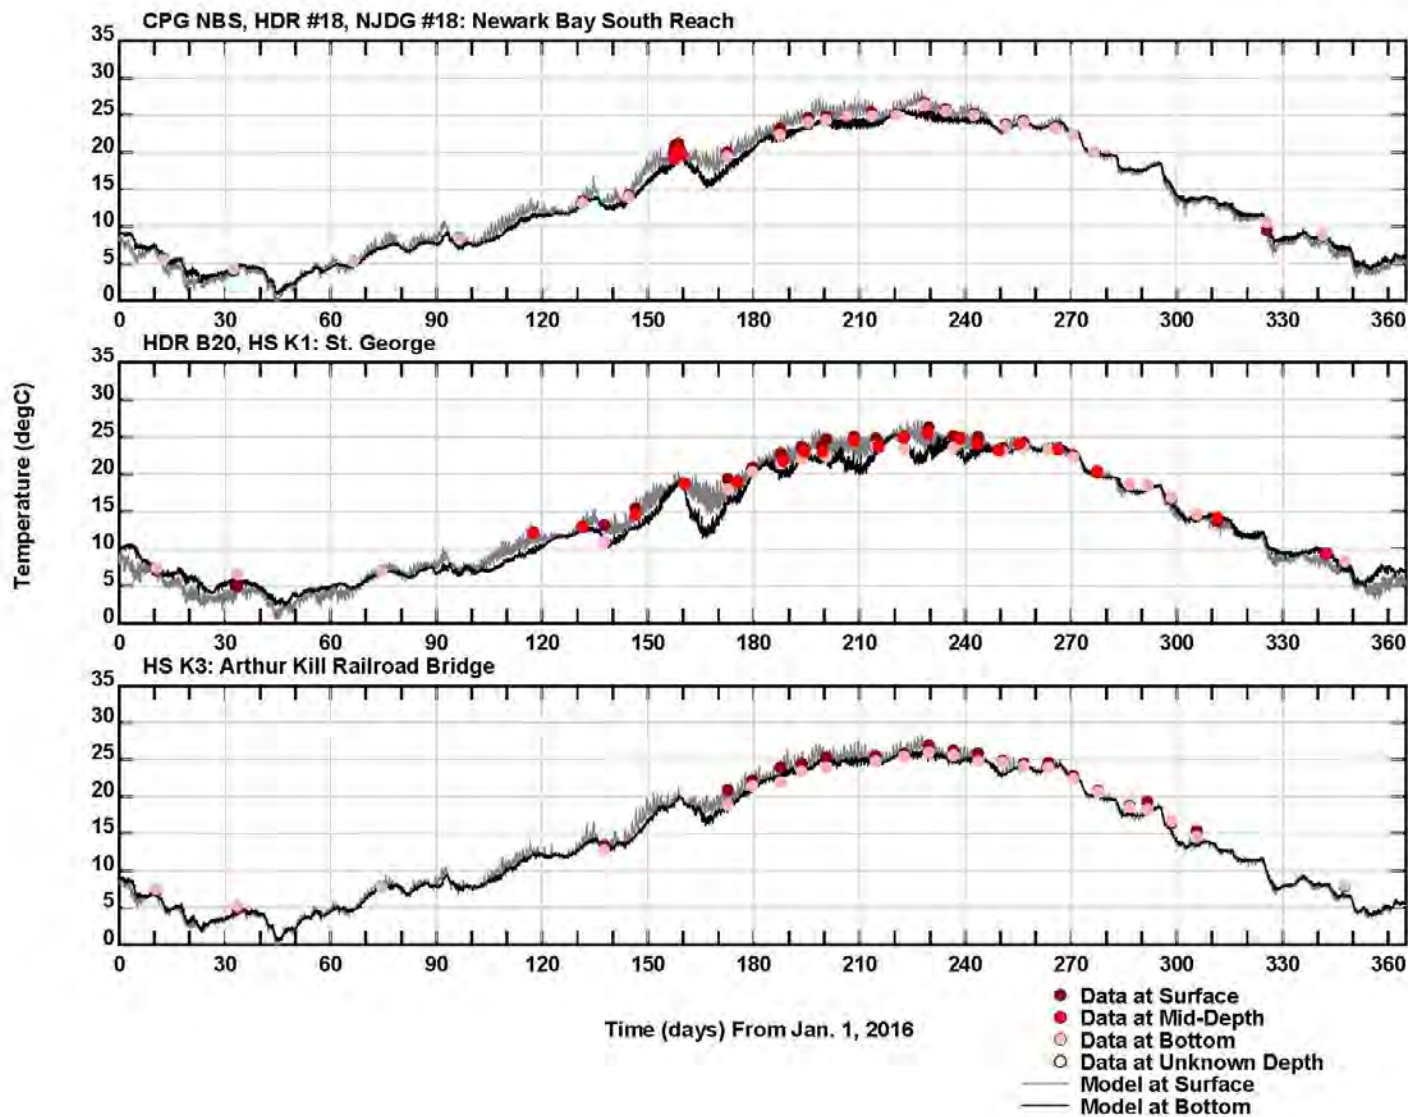 CPG NBS, HDR #18, NJDG #18: Newark Bay South Reach
35
30
25
20
15
10
5
0
0 30 60 90 120 150 180 210 240 270 300 330 360
HDR B20, HS K1: St. George
35
30
25
20
15
10
5
0
0 30 60 90 120 150 180 210 240 270 300 330 360
Temperature (degC)
HS K3: Arthur Kill Railroad Bridge
35
30
25
20
15
10
5
0
0 30 60 90 120 150 180 210 240 270 300 330 360
Time (days) From Jan. 1, 2016
Data at Surface
Data at Mid-Depth
Data at Bottom
Data at Unknown Depth
Model at Surface
Model at Bottom